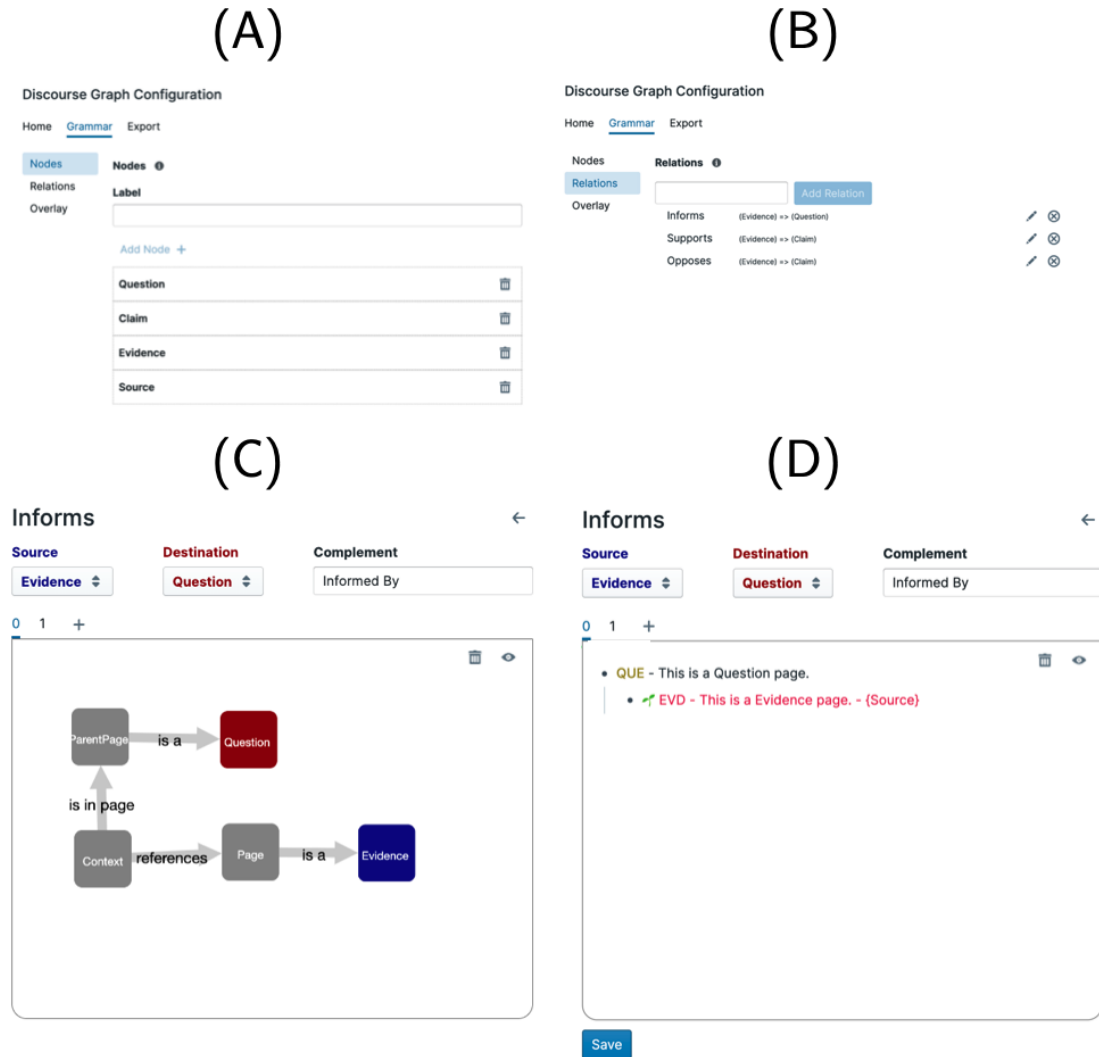 (A)
Discourse Graph Configuration
Home Grammar Export
Nodes
Relations
Overlay
Nodes
Label
Add Node +
Question
Claim
Evidence
Source
(B)
Discourse Graph Configuration
Home Grammar Export
Nodes
Relations
Overlay
Relations
Add Relation
Informs (Evidence) => (Question)
Supports (Evidence) => (Claim)
Opposes (Evidence) => (Claim)
(C)
Informs
Source Destination Complement
Evidence Question Informed By
0 1 +
ParentPage is a Question
is in page
Context references Page is a Evidence
(D)
Informs
Source Destination Complement
Evidence Question Informed By
0 1 +
• QUE - This is a Question page.
• 🌱 EVD - This is a Evidence page. - {Source}
Save